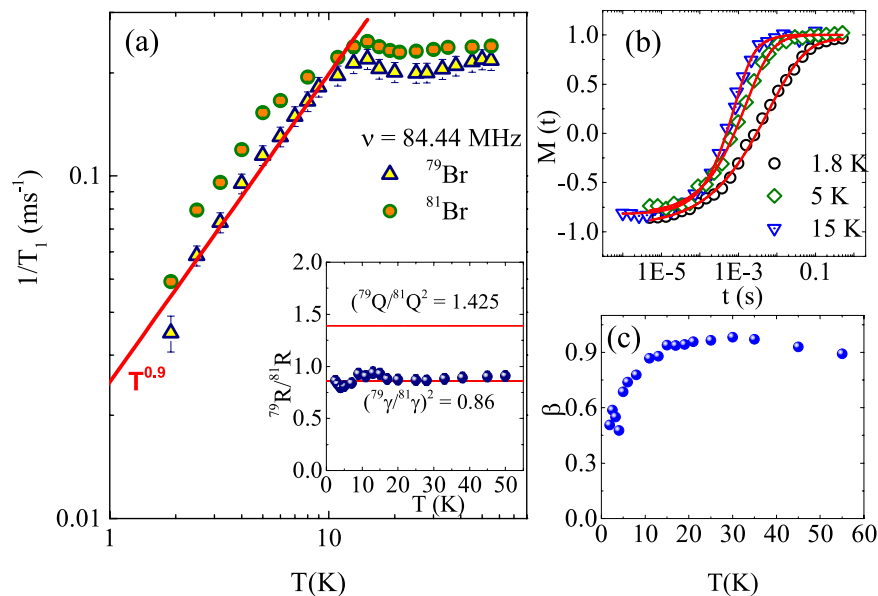 (a)
ν = 84.44 MHz
⁷⁹Br
⁸¹Br
T⁰·⁹
1/T₁ (ms⁻¹)
0.1
0.01
1
10
T(K)
2.0
1.5
1.0
0.5
0.0
⁷⁹R/⁸¹R
(⁷⁹Q/⁸¹Q² = 1.425
(⁷⁹γ/⁸¹γ)² = 0.86
0 10 20 30 40 50
T (K)
(b)
M (t)
1.0
0.5
0.0
-0.5
-1.0
1.8 K
5 K
15 K
1E-5 1E-3 0.1
t (s)
(c)
β
0.9
0.6
0.3
0.0
0 10 20 30 40 50 60
T(K)